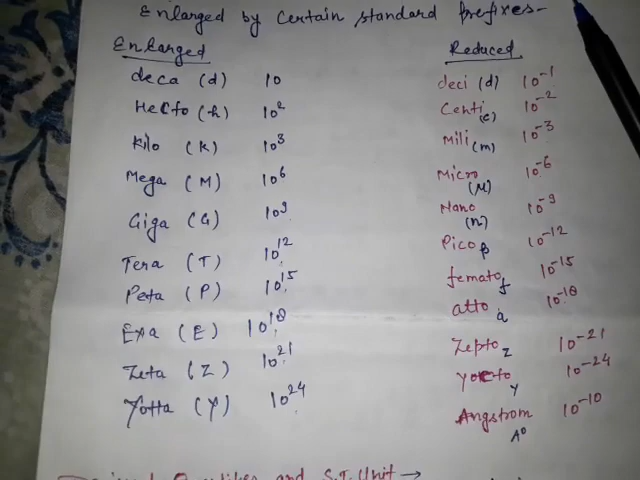 Enlarged by certain standard prefixes-
Enlarged Reduced
deca (d) 10 deci (d) 10⁻¹
Hecto (h) 10² Centi (c) 10⁻²
Kilo (K) 10³ Mili (m) 10⁻³
Mega (M) 10⁶ Micro (μ) 10⁻⁶
Giga (G) 10⁹ Nano (n) 10⁻⁹
Tera (T) 10¹² Pico p 10⁻¹²
Peta (P) 10¹⁵ femato f 10⁻¹⁵
Exa (E) 10¹⁸ atto a 10⁻¹⁸
Zeta (Z) 10²¹ Zepto z 10⁻²¹
Yotta (Y) 10²⁴ yocto y 10⁻²⁴
Angstrom A° 10⁻¹⁰
and S.I. Unit →